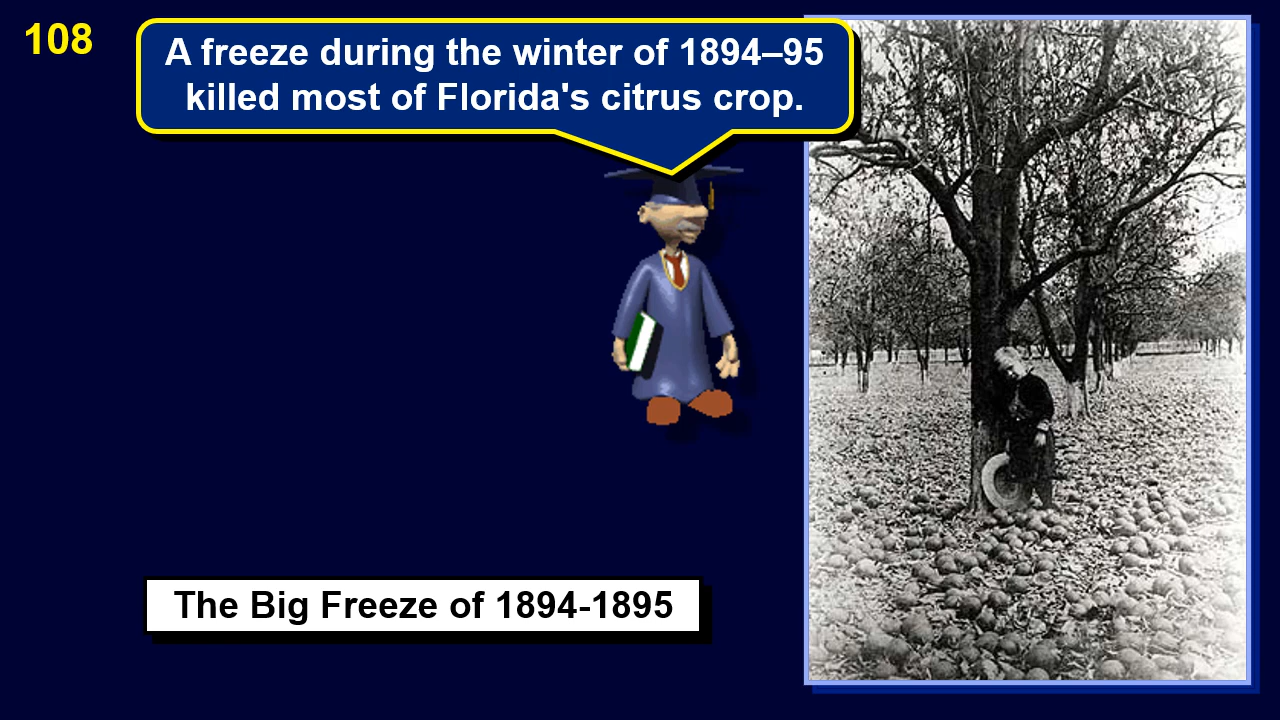 108
A freeze during the winter of 1894–95
killed most of Florida's citrus crop.
The Big Freeze of 1894-1895